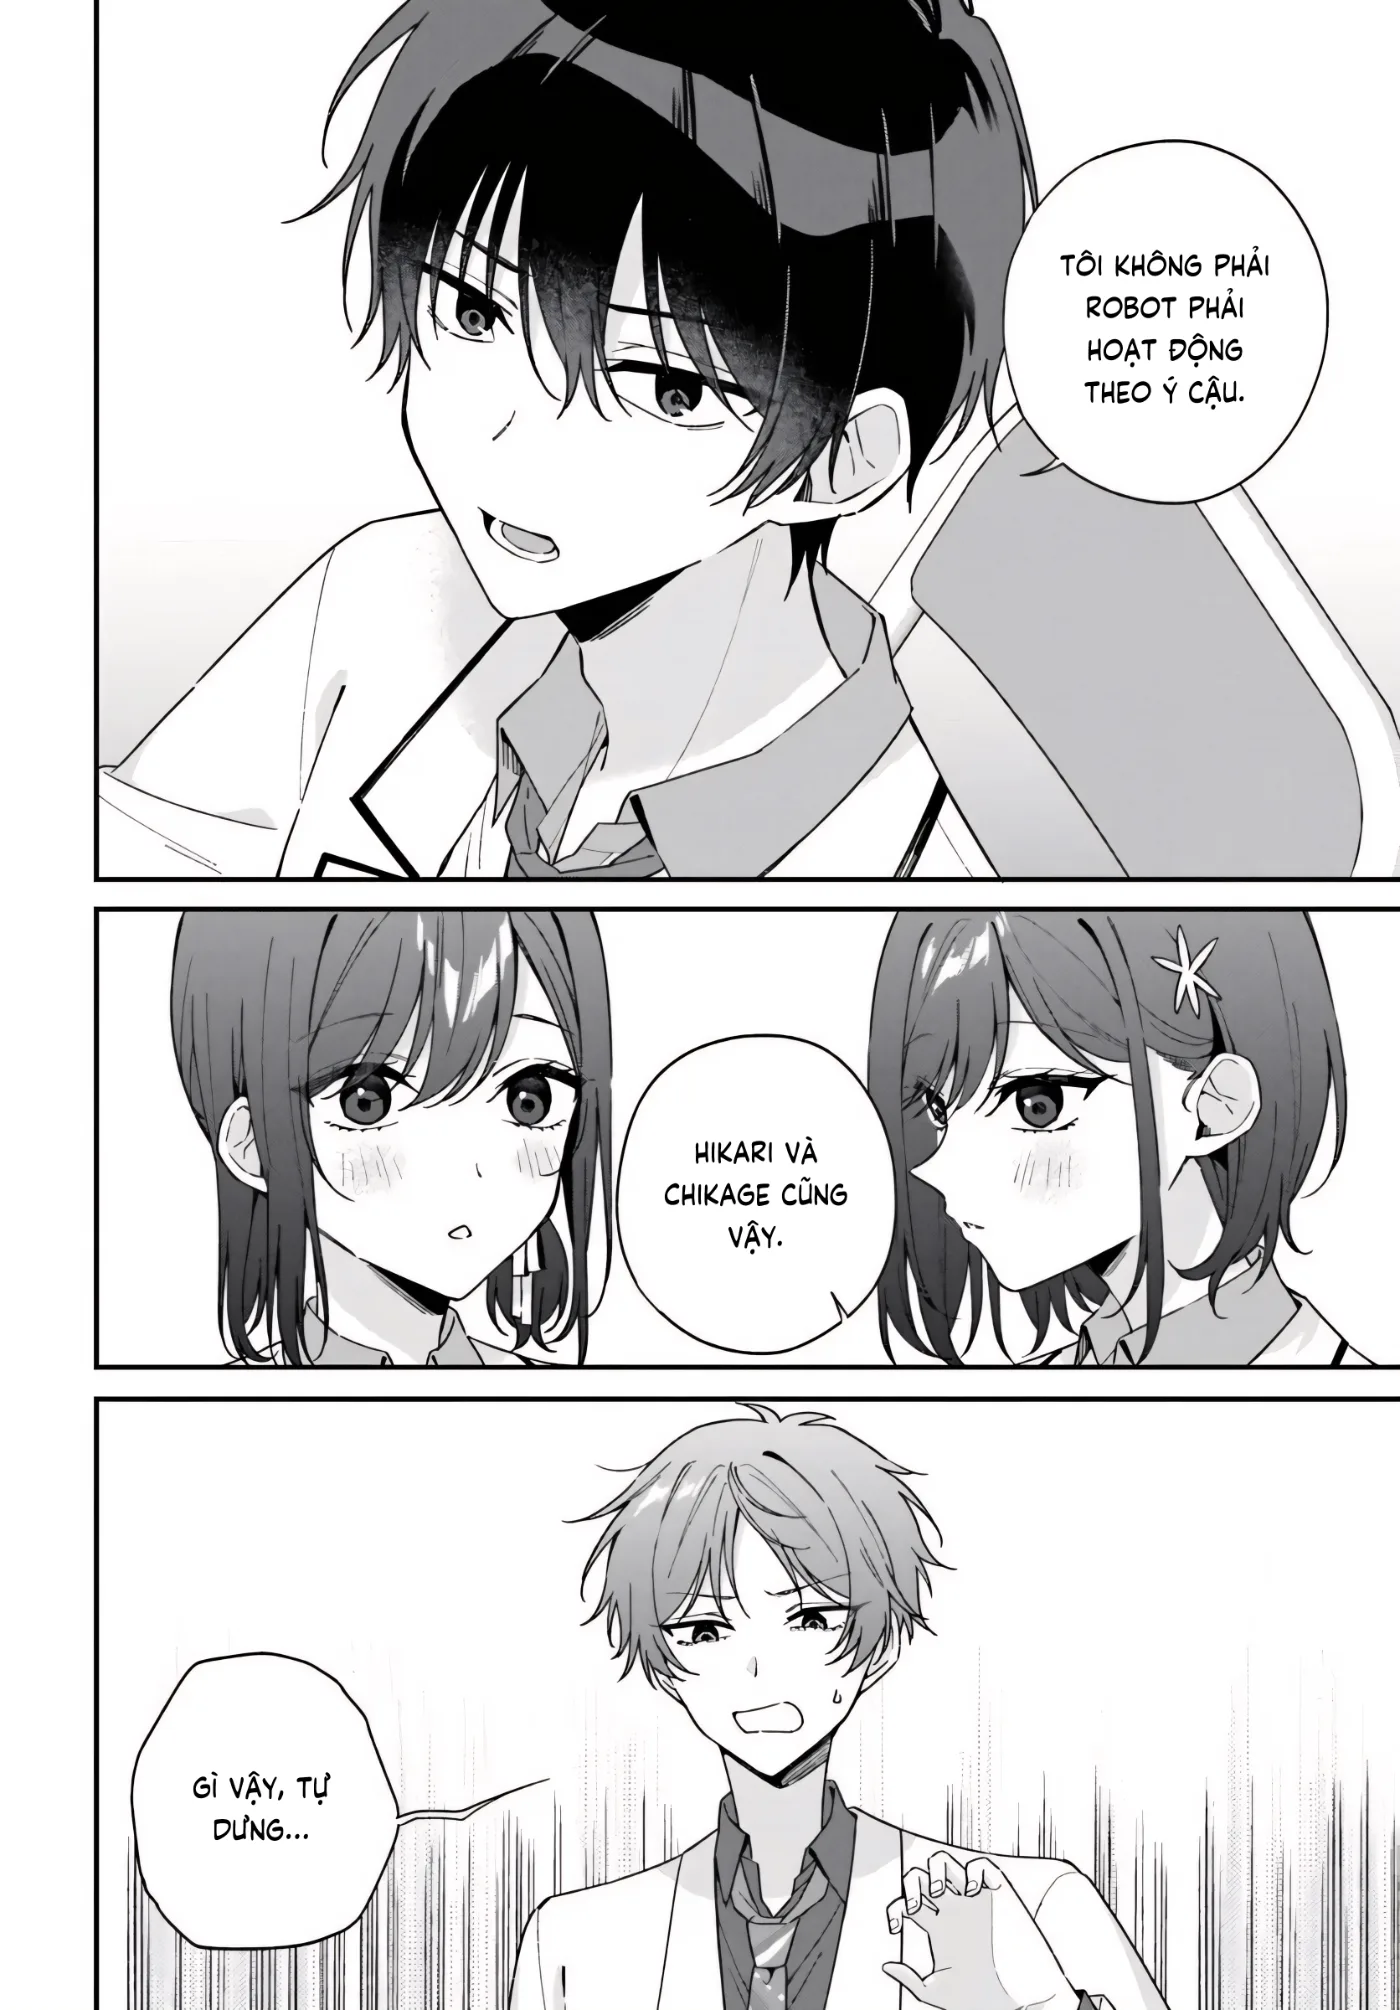 TÔI KHÔNG PHẢI
ROBOT PHẢI
HOẠT ĐỘNG
THEO Ý CẬU.
HIKARI VÀ
CHIKAGE CŨNG
VẬY.
GÌ VẬY, TỰ
DƯNG...